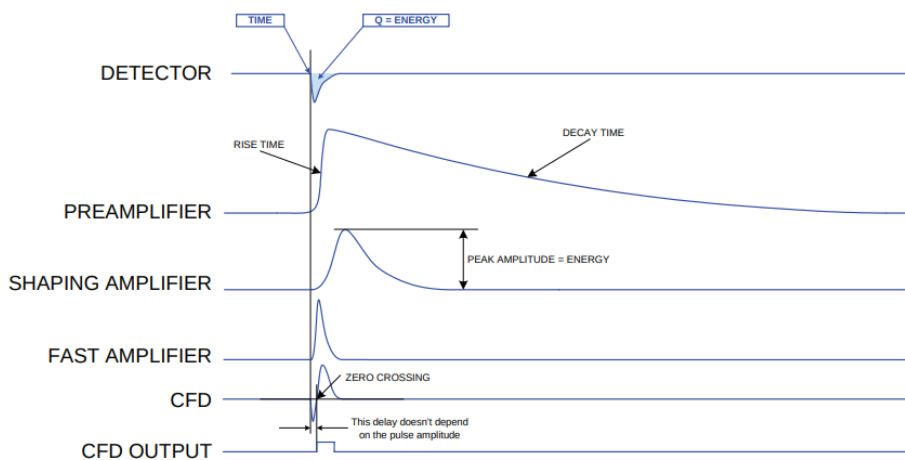 TIME
Q = ENERGY
DETECTOR
RISE TIME
DECAY TIME
PREAMPLIFIER
PEAK AMPLITUDE = ENERGY
SHAPING AMPLIFIER
FAST AMPLIFIER
ZERO CROSSING
CFD
This delay doesn't depend
on the pulse amplitude
CFD OUTPUT